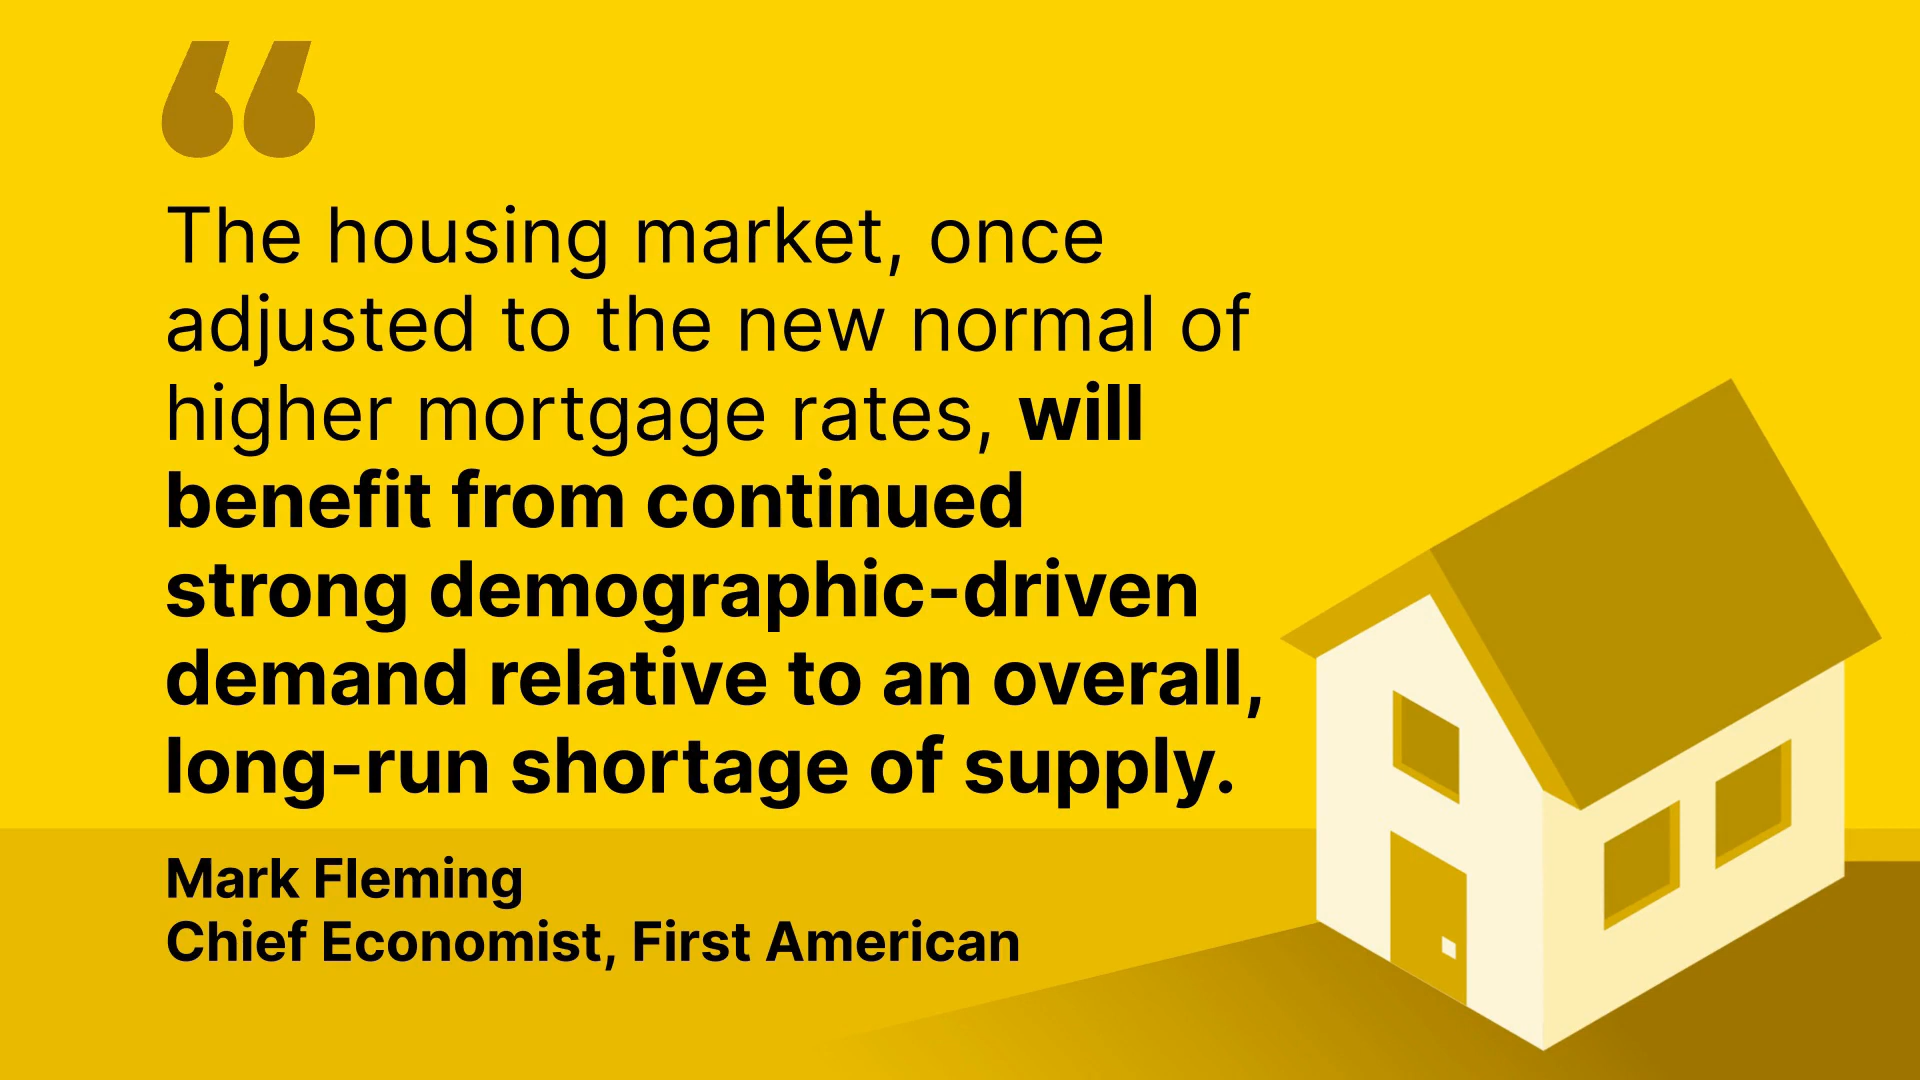 “
The housing market, once
adjusted to the new normal of
higher mortgage rates, will
benefit from continued
strong demographic-driven
demand relative to an overall,
long-run shortage of supply.
Mark Fleming
Chief Economist, First American